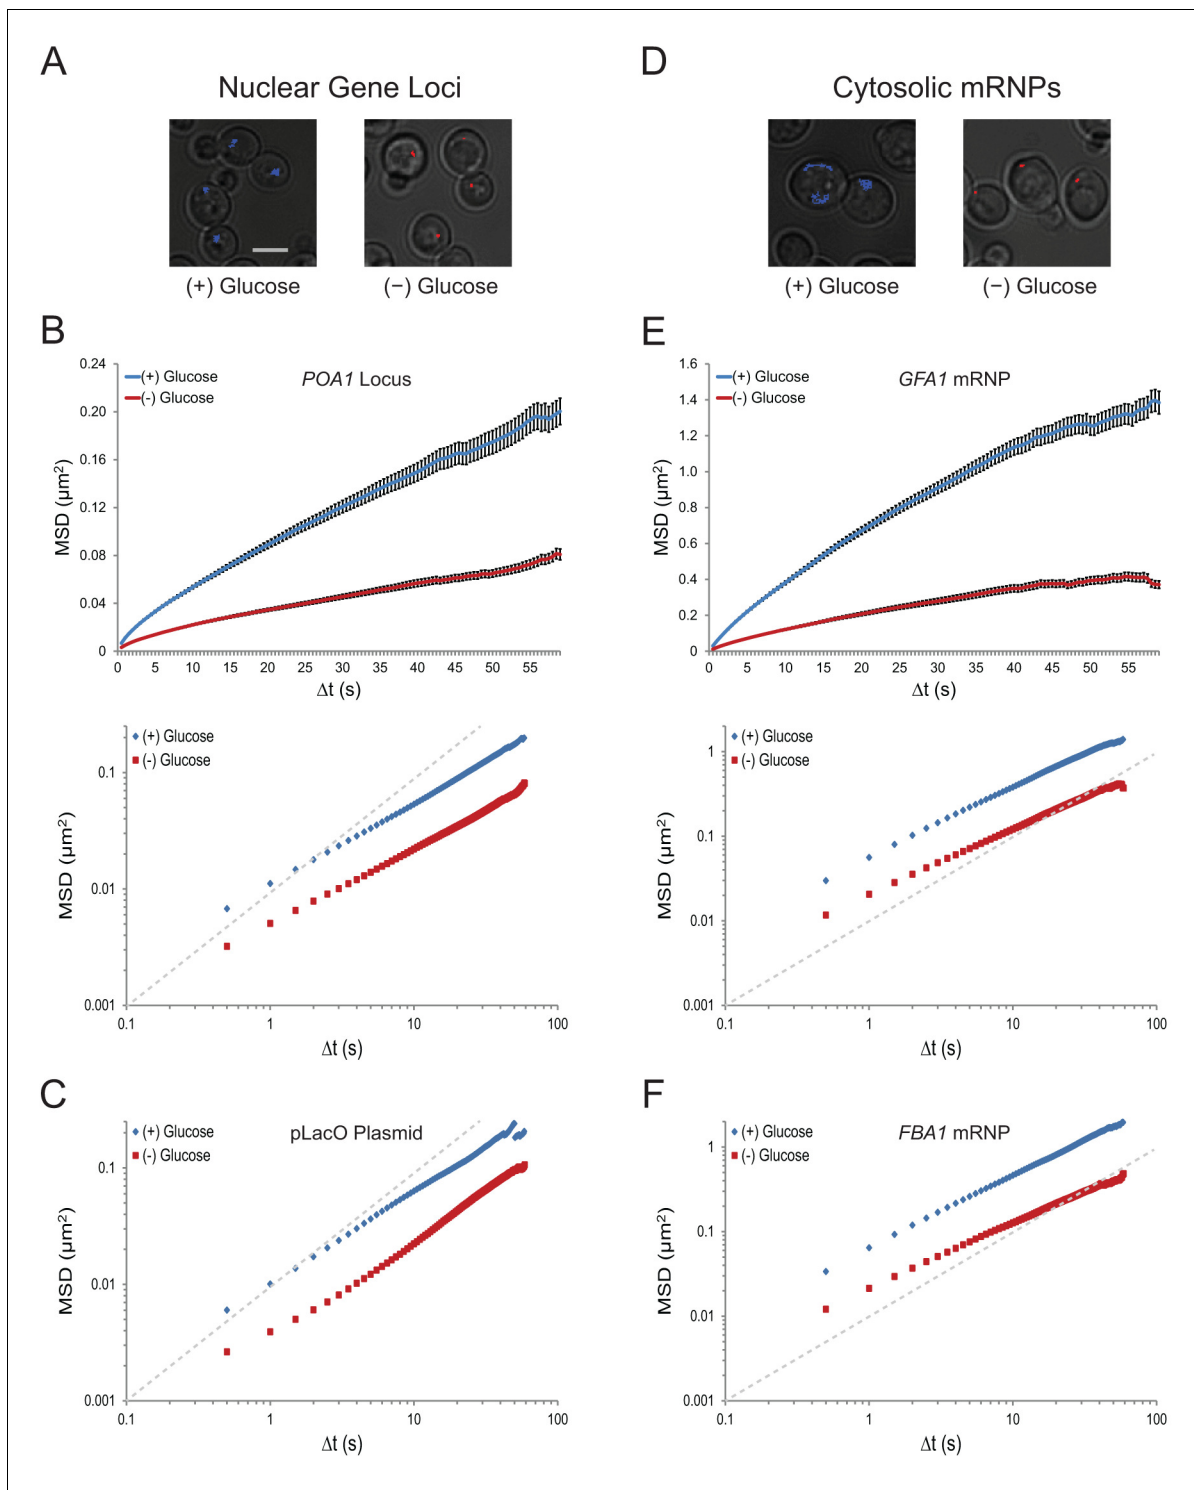 A
Nuclear Gene Loci
(+) Glucose
(−) Glucose
D
Cytosolic mRNPs
(+) Glucose
(−) Glucose
B
POA1 Locus
(+) Glucose
(-) Glucose
MSD (μm²)
0.24
0.20
0.16
0.12
0.08
0.04
0
0 5 10 15 20 25 30 35 40 45 50 55
Δt (s)
(+) Glucose
(-) Glucose
MSD (μm²)
0.1
0.01
0.001
0.1 1 10 100
Δt (s)
C
pLacO Plasmid
(+) Glucose
(-) Glucose
MSD (μm²)
0.1
0.01
0.001
0.1 1 10 100
Δt (s)
E
GFA1 mRNP
(+) Glucose
(-) Glucose
MSD (μm²)
1.6
1.4
1.2
1.0
0.8
0.6
0.4
0.2
0
0 5 10 15 20 25 30 35 40 45 50 55
Δt (s)
(+) Glucose
(-) Glucose
MSD (μm²)
1
0.1
0.01
0.001
0.1 1 10 100
Δt (s)
F
FBA1 mRNP
(+) Glucose
(-) Glucose
MSD (μm²)
1
0.1
0.01
0.001
0.1 1 10 100
Δt (s)